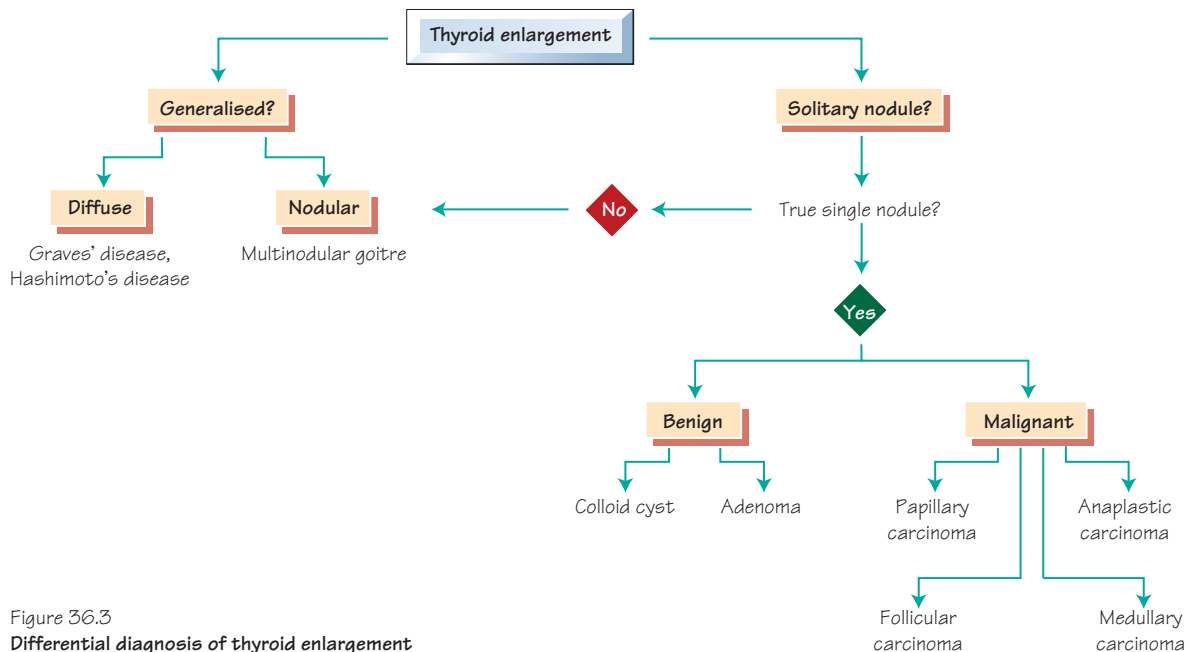 Thyroid enlargement
Generalised?
Solitary nodule?
Diffuse
Nodular
No
True single nodule?
Graves' disease,
Hashimoto's disease
Multinodular goitre
Yes
Benign
Malignant
Colloid cyst
Adenoma
Papillary
carcinoma
Anaplastic
carcinoma
Follicular
carcinoma
Medullary
carcinoma
Figure 36.3
Differential diagnosis of thyroid enlargement